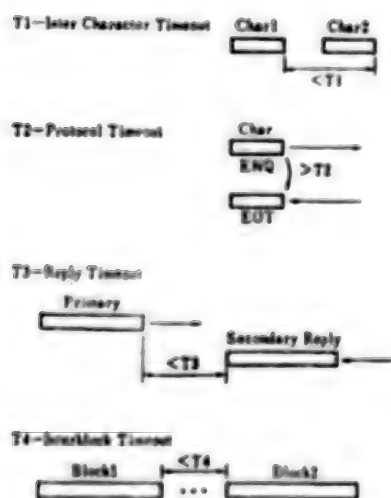 T1-Inter Character Timeout
Char1 Char2
<T1
T2-Protocol Timeout
Char
ENQ
>T2
EOT
T3-Reply Timeout
Primary
Secondary Reply
<T3
T4-Interblock Timeout
<T4
Block1 Block2